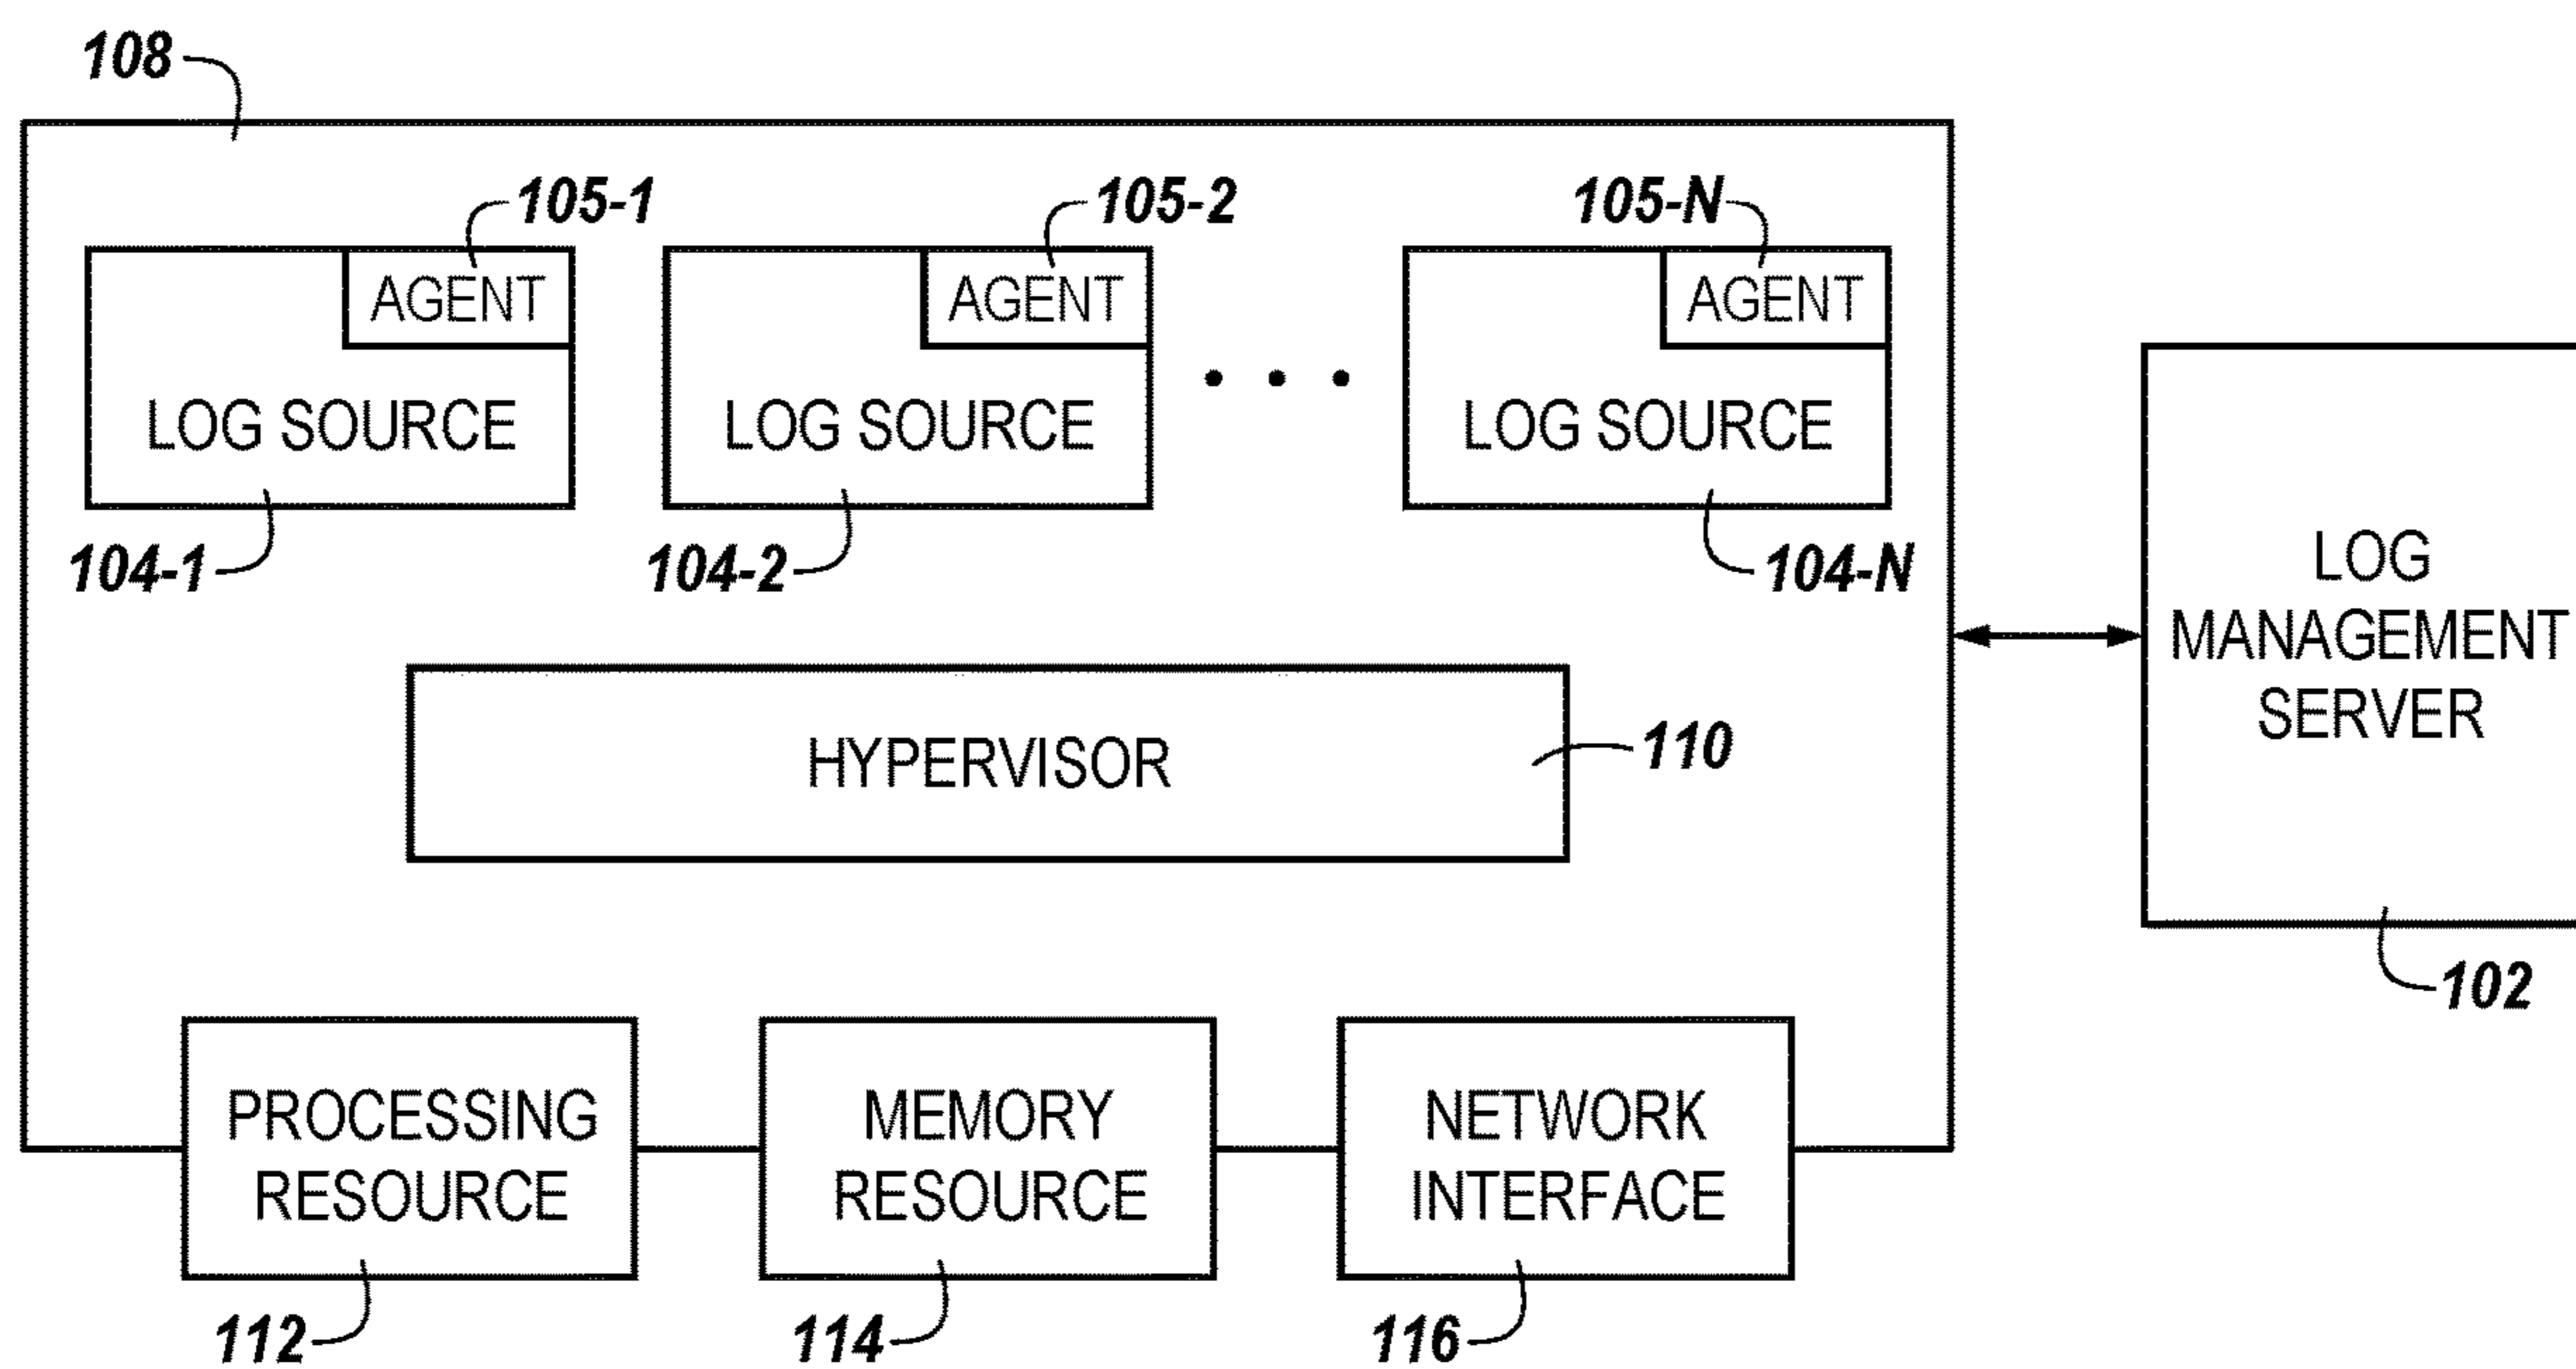 108
105-1
105-2
105-N
AGENT
AGENT
AGENT
LOG SOURCE
LOG SOURCE
LOG SOURCE
104-1
104-2
104-N
LOG
MANAGEMENT
SERVER
HYPERVISOR
110
102
PROCESSING
RESOURCE
MEMORY
RESOURCE
NETWORK
INTERFACE
112
114
116